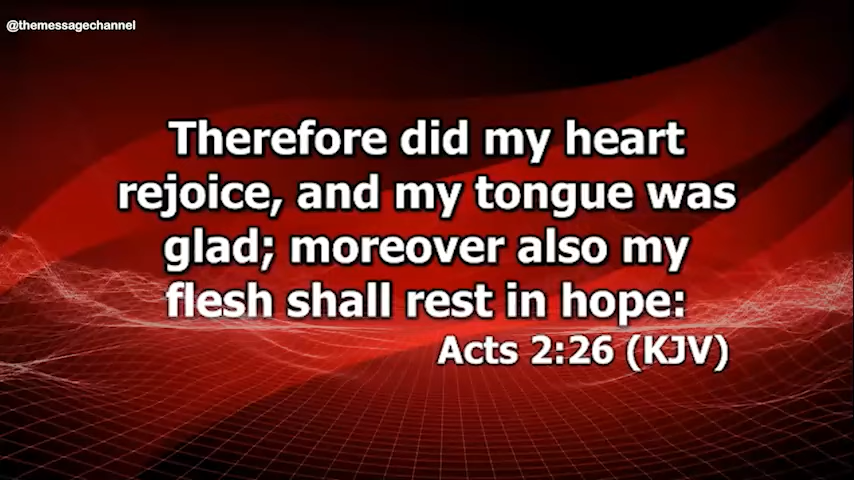 @themessagechannel
Therefore did my heart
rejoice, and my tongue was
glad; moreover also my
flesh shall rest in hope:
Acts 2:26 (KJV)